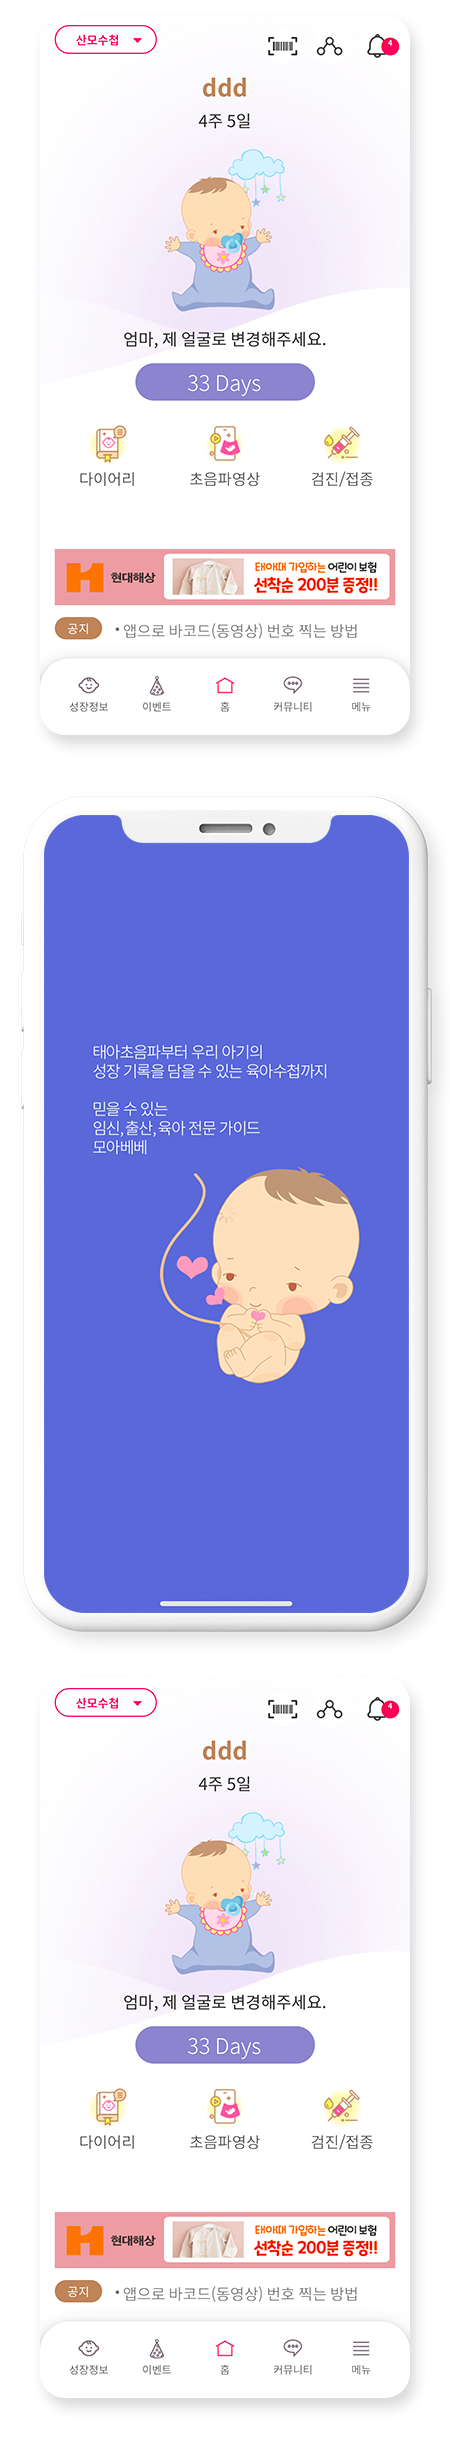 산모수첩
4
ddd
4주 5일
엄마, 제 얼굴로 변경해주세요.
33 Days
다이어리 초음파영상 검진/접종
현대해상 태아때 가입하는 어린이 보험
선착순 200분 증정!!
공지 • 앱으로 바코드(동영상) 번호 찍는 방법
성장정보 이벤트 홈 커뮤니티 메뉴
태아초음파부터 우리 아기의
성장 기록을 담을 수 있는 육아수첩까지
믿을 수 있는
임신, 출산, 육아 전문 가이드
모아베베
산모수첩
4
ddd
4주 5일
엄마, 제 얼굴로 변경해주세요.
33 Days
다이어리 초음파영상 검진/접종
현대해상 태아때 가입하는 어린이 보험
선착순 200분 증정!!
공지 • 앱으로 바코드(동영상) 번호 찍는 방법
성장정보 이벤트 홈 커뮤니티 메뉴